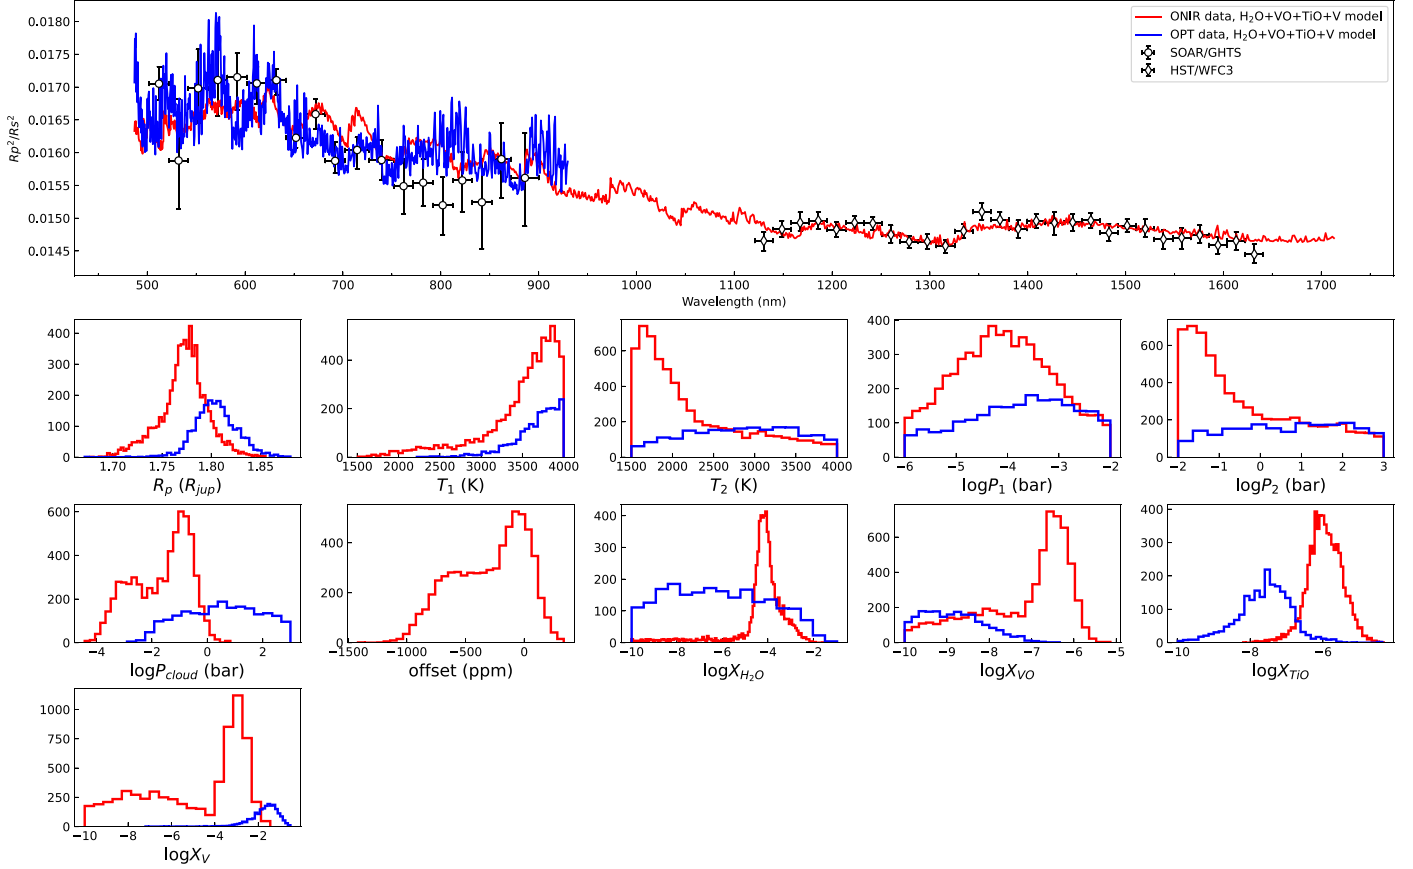 0.0180
0.0175
0.0170
0.0165
0.0160
0.0155
0.0150
0.0145
Rp²/Rs²
ONIR data, H₂O+VO+TiO+V model
OPT data, H₂O+VO+TiO+V model
SOAR/GHTS
HST/WFC3
500 600 700 800 900 1000 1100 1200 1300 1400 1500 1600 1700
Wavelength (nm)
400
300
200
100
0
1.70 1.75 1.80 1.85
R_p (R_jup)
400
200
0
1500 2000 2500 3000 3500 4000
T₁ (K)
600
400
200
0
1500 2000 2500 3000 3500 4000
T₂ (K)
400
300
200
100
0
−6 −5 −4 −3 −2
logP₁ (bar)
600
400
200
0
−2 −1 0 1 2 3
logP₂ (bar)
600
400
200
0
−4 −2 0 2
logP_cloud (bar)
400
200
0
−1500 −1000 −500 0
offset (ppm)
400
300
200
100
0
−10 −8 −6 −4 −2
logX_H₂O
600
400
200
0
−10 −9 −8 −7 −6 −5
logX_VO
400
300
200
100
0
−10 −8 −6
logX_TiO
1000
750
500
250
0
−10 −8 −6 −4 −2
logX_V